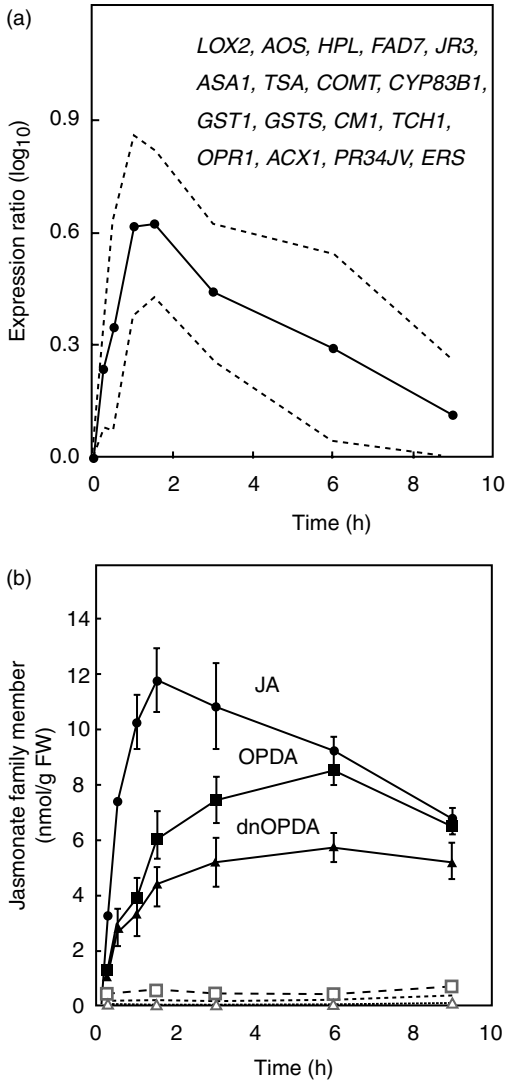 (a)
LOX2, AOS, HPL, FAD7, JR3,
ASA1, TSA, COMT, CYP83B1,
GST1, GSTS, CM1, TCH1,
OPR1, ACX1, PR34JV, ERS
Expression ratio (log10)
0.9
0.6
0.3
0.0
0 2 4 6 8 10
Time (h)
(b)
Jasmonate family member
(nmol/g FW)
14
12
10
8
6
4
2
0
JA
OPDA
dnOPDA
0 2 4 6 8 10
Time (h)